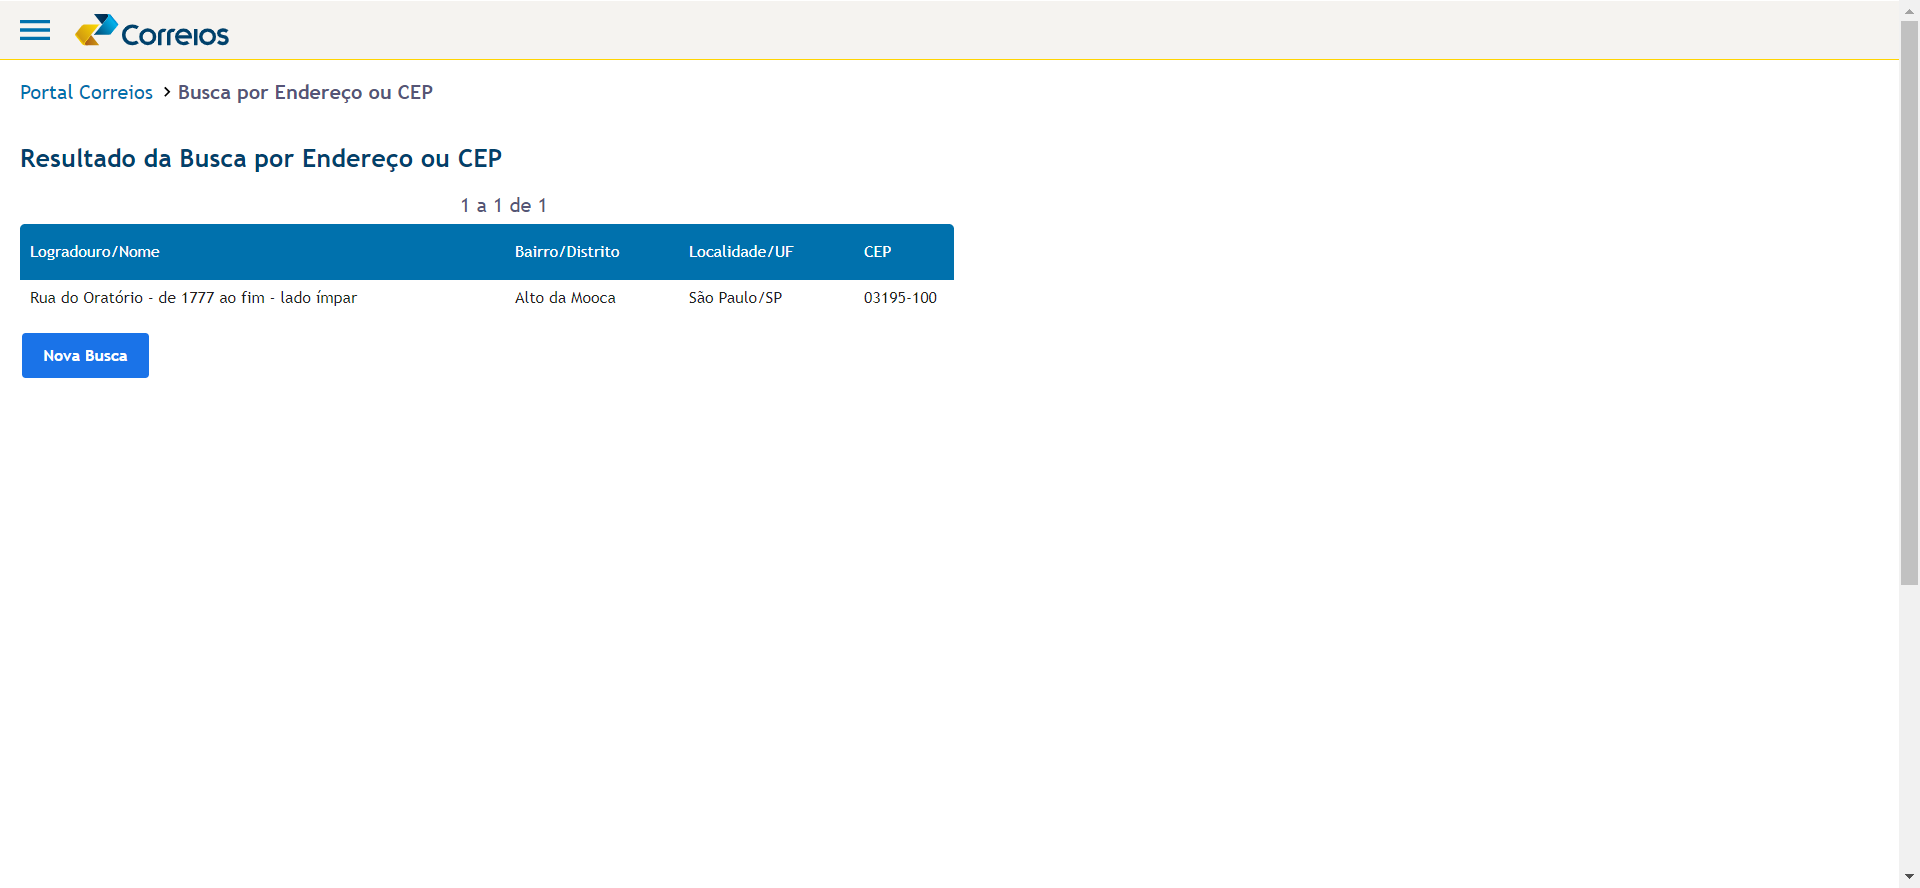 Correios
Portal Correios > Busca por Endereço ou CEP
Resultado da Busca por Endereço ou CEP
1 a 1 de 1
Logradouro/Nome Bairro/Distrito Localidade/UF CEP
Rua do Oratório - de 1777 ao fim - lado ímpar Alto da Mooca São Paulo/SP 03195-100
Nova Busca